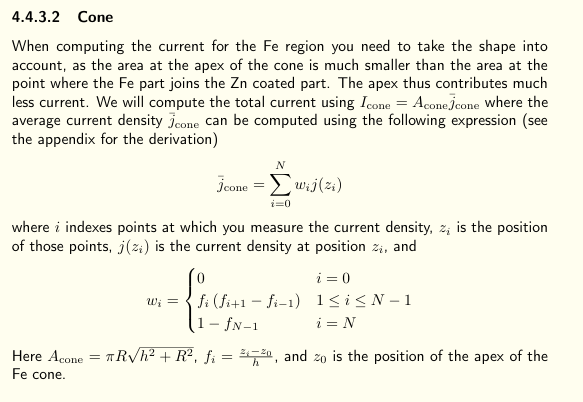 4.4.3.2 Cone
When computing the current for the Fe region you need to take the shape into
account, as the area at the apex of the cone is much smaller than the area at the
point where the Fe part joins the Zn coated part. The apex thus contributes much
less current. We will compute the total current using I_cone = A_cone j̄_cone where the
average current density j̄_cone can be computed using the following expression (see
the appendix for the derivation)
j̄_cone = ∑_{i=0}^{N} w_i j(z_i)
where i indexes points at which you measure the current density, z_i is the position
of those points, j(z_i) is the current density at position z_i, and
w_i = { 0 i = 0
f_i (f_{i+1} − f_{i−1}) 1 ≤ i ≤ N − 1
1 − f_{N−1} i = N
Here A_cone = πR√(h² + R²), f_i = (z_i − z_0)/h, and z_0 is the position of the apex of the
Fe cone.